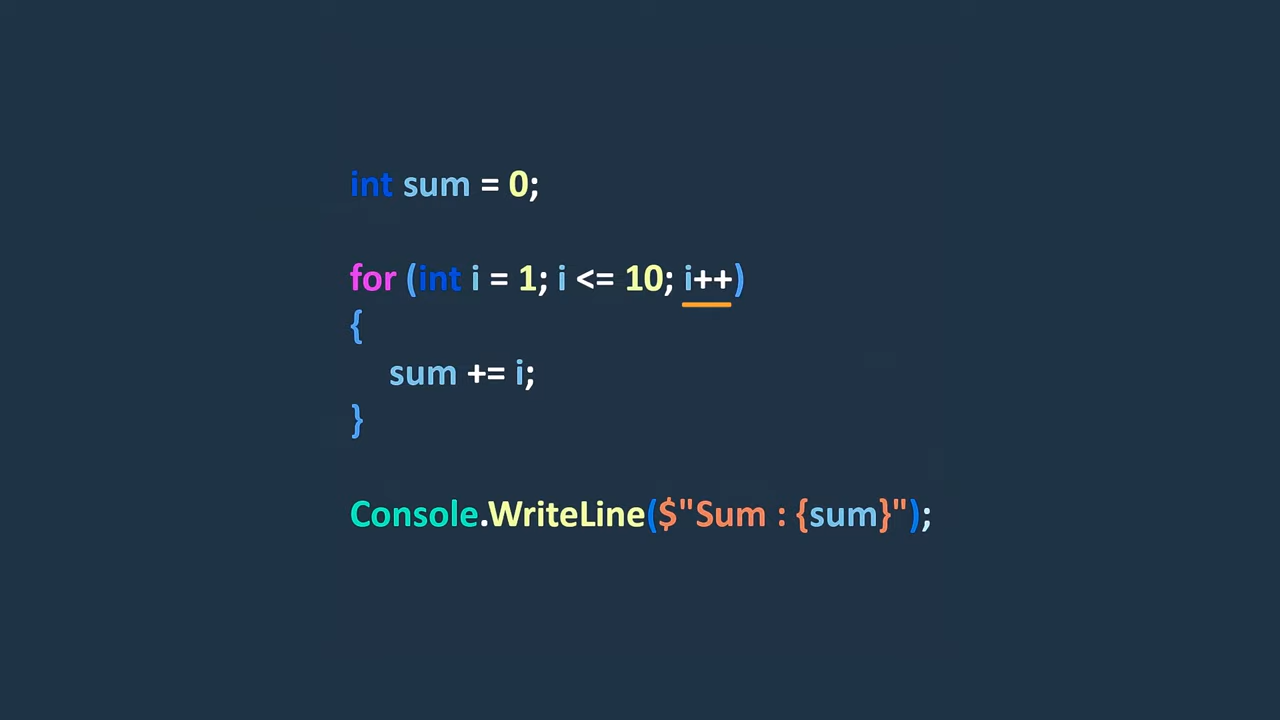 int sum = 0;
for (int i = 1; i <= 10; i++)
{
sum += i;
}
Console.WriteLine($"Sum : {sum}");